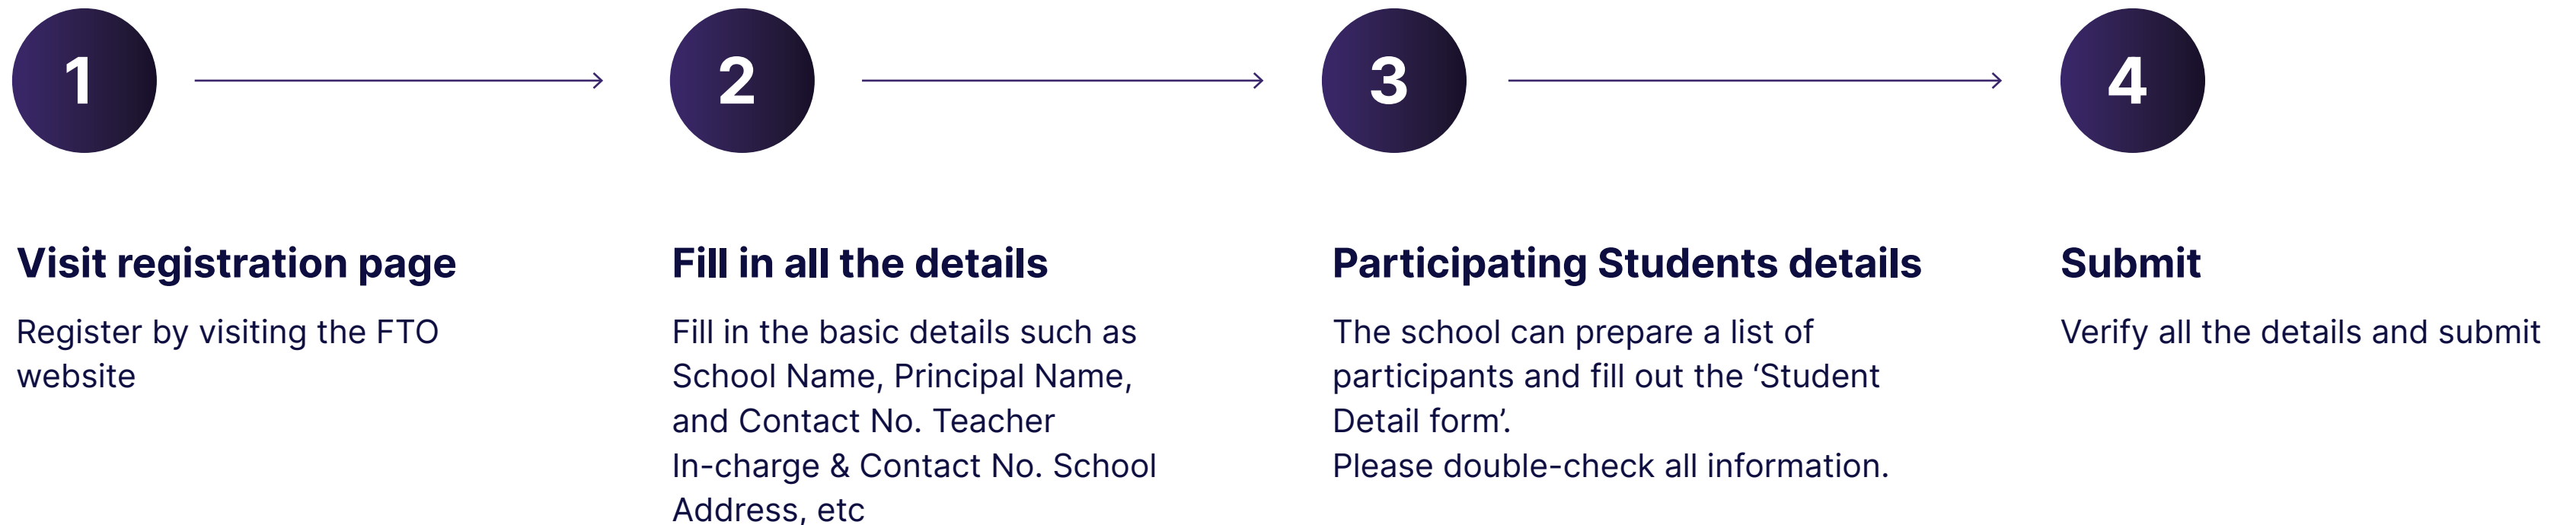 1
2
3
4
Visit registration page
Register by visiting the FTO
website
Fill in all the details
Fill in the basic details such as
School Name, Principal Name,
and Contact No. Teacher
In-charge & Contact No. School
Address, etc
Participating Students details
The school can prepare a list of
participants and fill out the ‘Student
Detail form’.
Please double-check all information.
Submit
Verify all the details and submit